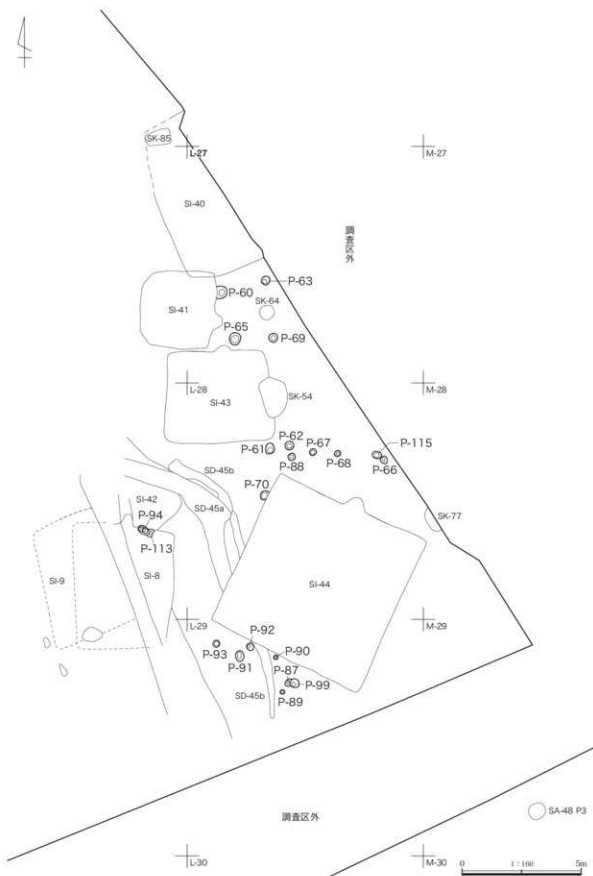 SK-85
L-27
M-27
SI-40
調査区外
P-63
P-60
SK-64
SI-41
P-65
P-69
L-28
M-28
SI-43
SK-54
P-62
P-67
P-115
P-61
P-88
P-68
P-66
SD-45b
P-70
SI-42
SD-45a
P-94
SK-77
P-113
SI-9
SI-8
SI-44
L-29
M-29
P-92
P-93
P-90
P-91
P-87
P-99
SD-45b
P-89
調査区外
SA-48 P3
L-30
M-30
0 1:100 5m